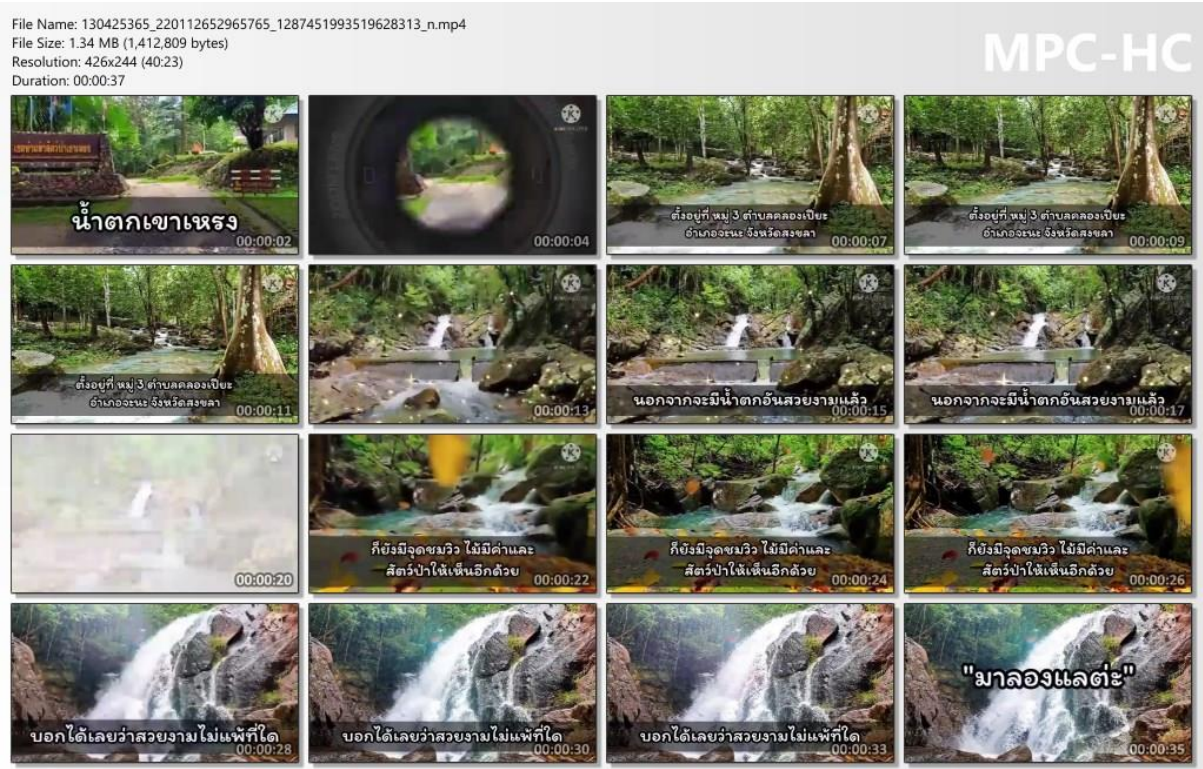 File Name: 130425365_220112652965765_1287451993519628313_n.mp4
File Size: 1.34 MB (1,412,809 bytes)
Resolution: 426x244 (40:23)
Duration: 00:00:37
MPC-HC
น้ำตกเขาเหรง
00:00:02
00:00:04
ตั้งอยู่ที่ หมู่ 3 ตำบลคลองเปียะ
อำเภอจะนะ จังหวัดสงขลา
00:00:07
ตั้งอยู่ที่ หมู่ 3 ตำบลคลองเปียะ
อำเภอจะนะ จังหวัดสงขลา
00:00:09
ตั้งอยู่ที่ หมู่ 3 ตำบลคลองเปียะ
อำเภอจะนะ จังหวัดสงขลา
00:00:11
00:00:13
นอกจากจะมีน้ำตกอันสวยงามแล้ว
00:00:15
นอกจากจะมีน้ำตกอันสวยงามแล้ว
00:00:17
00:00:20
ก็ยังมีจุดชมวิว ไม้มีค่าและ
สัตว์ป่าให้เห็นอีกด้วย
00:00:22
ก็ยังมีจุดชมวิว ไม้มีค่าและ
สัตว์ป่าให้เห็นอีกด้วย
00:00:24
ก็ยังมีจุดชมวิว ไม้มีค่าและ
สัตว์ป่าให้เห็นอีกด้วย
00:00:26
บอกได้เลยว่าสวยงามไม่แพ้ที่ใด
00:00:28
บอกได้เลยว่าสวยงามไม่แพ้ที่ใด
00:00:30
บอกได้เลยว่าสวยงามไม่แพ้ที่ใด
00:00:33
"มาลองแลต่ะ"
00:00:35